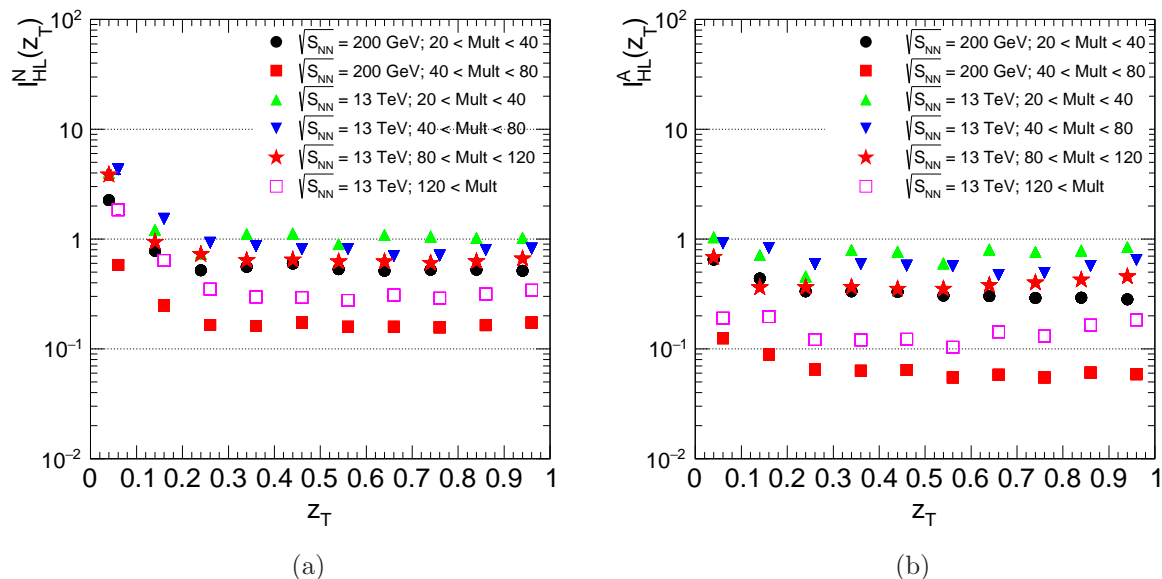 I_HL^N(z_T)
10^2
10
1
10^−1
10^−2
√S_NN = 200 GeV; 20 < Mult < 40
√S_NN = 200 GeV; 40 < Mult < 80
√S_NN = 13 TeV; 20 < Mult < 40
√S_NN = 13 TeV; 40 < Mult < 80
√S_NN = 13 TeV; 80 < Mult < 120
√S_NN = 13 TeV; 120 < Mult
0 0.1 0.2 0.3 0.4 0.5 0.6 0.7 0.8 0.9 1
z_T
(a)
I_HL^A(z_T)
10^2
10
1
10^−1
10^−2
√S_NN = 200 GeV; 20 < Mult < 40
√S_NN = 200 GeV; 40 < Mult < 80
√S_NN = 13 TeV; 20 < Mult < 40
√S_NN = 13 TeV; 40 < Mult < 80
√S_NN = 13 TeV; 80 < Mult < 120
√S_NN = 13 TeV; 120 < Mult
0 0.1 0.2 0.3 0.4 0.5 0.6 0.7 0.8 0.9 1
z_T
(b)